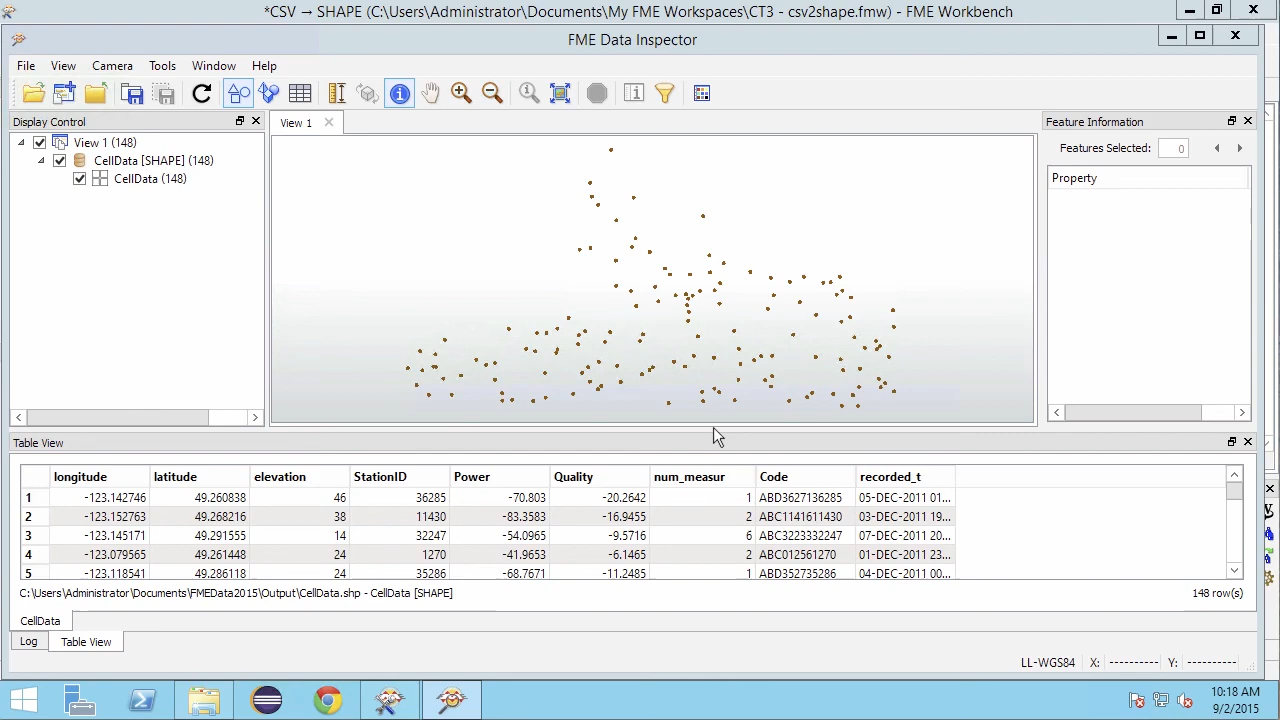 *CSV → SHAPE (C:\Users\Administrator\Documents\My FME Workspaces\CT3 - csv2shape.fmw) - FME Workbench
FME Data Inspector
File View Camera Tools Window Help
Display Control
View 1
Feature Information
View 1 (148)
CellData [SHAPE] (148)
CellData (148)
Features Selected: 0
Property
Table View
longitude latitude elevation StationID Power Quality num_measur Code recorded_t
1 -123.142746 49.260838 46 36285 -70.803 -20.2642 1 ABD3627136285 05-DEC-2011 01...
2 -123.152763 49.268216 38 11430 -83.3583 -16.9455 2 ABC1141611430 03-DEC-2011 19...
3 -123.145171 49.291555 14 32247 -54.0965 -9.5716 6 ABC3223332247 07-DEC-2011 20...
4 -123.079565 49.261448 24 1270 -41.9653 -6.1465 2 ABC012561270 01-DEC-2011 23...
5 -123.118541 49.286118 24 35286 -68.7671 -11.2485 1 ABD352735286 04-DEC-2011 00...
C:\Users\Administrator\Documents\FMEData2015\Output\CellData.shp - CellData [SHAPE] 148 row(s)
CellData
Log Table View
LL-WGS84 X: ---------- Y: ----------
10:18 AM
9/2/2015